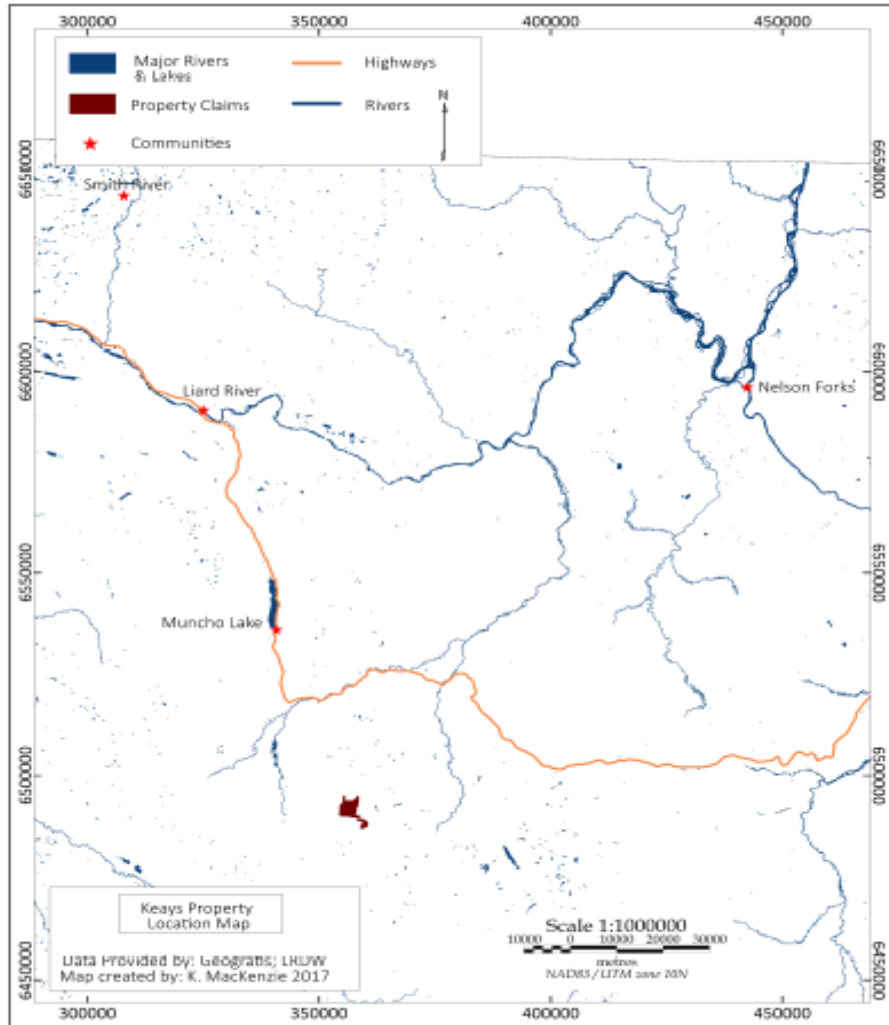 300000 350000 400000 450000
Major Rivers
& Lakes
Highways
Property Claims
Rivers
N
Communities
6650000
6650000
Smith River
6600000
6600000
Liard River
Nelson Forks
6550000
6550000
Muncho Lake
6500000
6500000
Keays Property
Location Map
Data Provided by: Geogratis; LRDW
Map created by: K. MacKenzie 2017
Scale 1:1000000
10000 0 10000 20000 30000
metres
NAD83 / UTM zone 10N
6450000
6450000
300000 350000 400000 450000